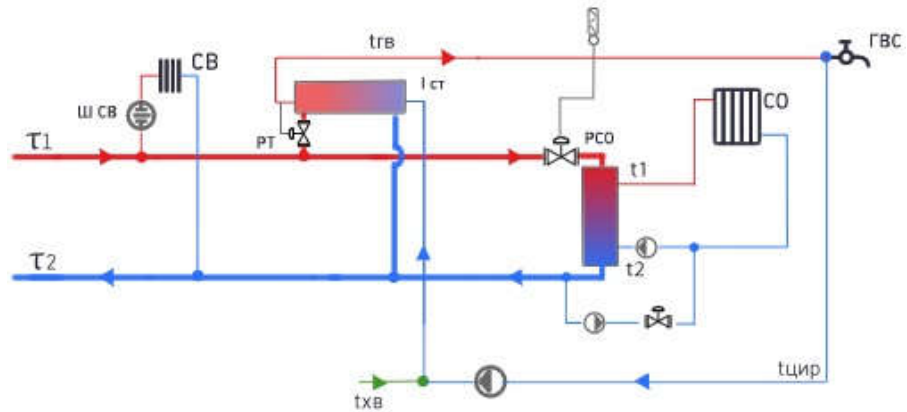 tгв
ГВС
СВ
I ст
СО
Ш СВ
τ1
РТ
РСО
t1
τ2
t2
tхв
tцир